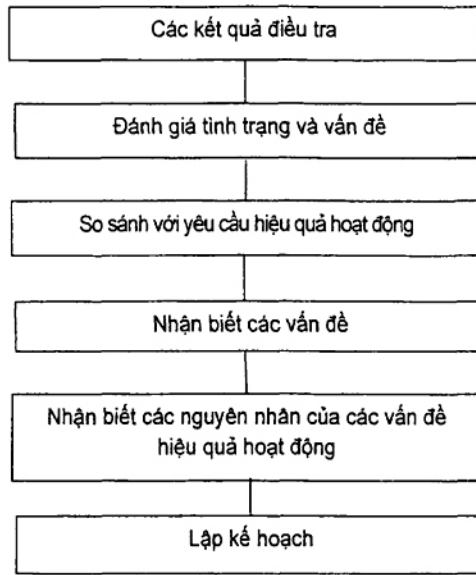 Các kết quả điều tra
Đánh giá tình trạng và vấn đề
So sánh với yêu cầu hiệu quả hoạt động
Nhận biết các vấn đề
Nhận biết các nguyên nhân của các vấn đề
hiệu quả hoạt động
Lập kế hoạch